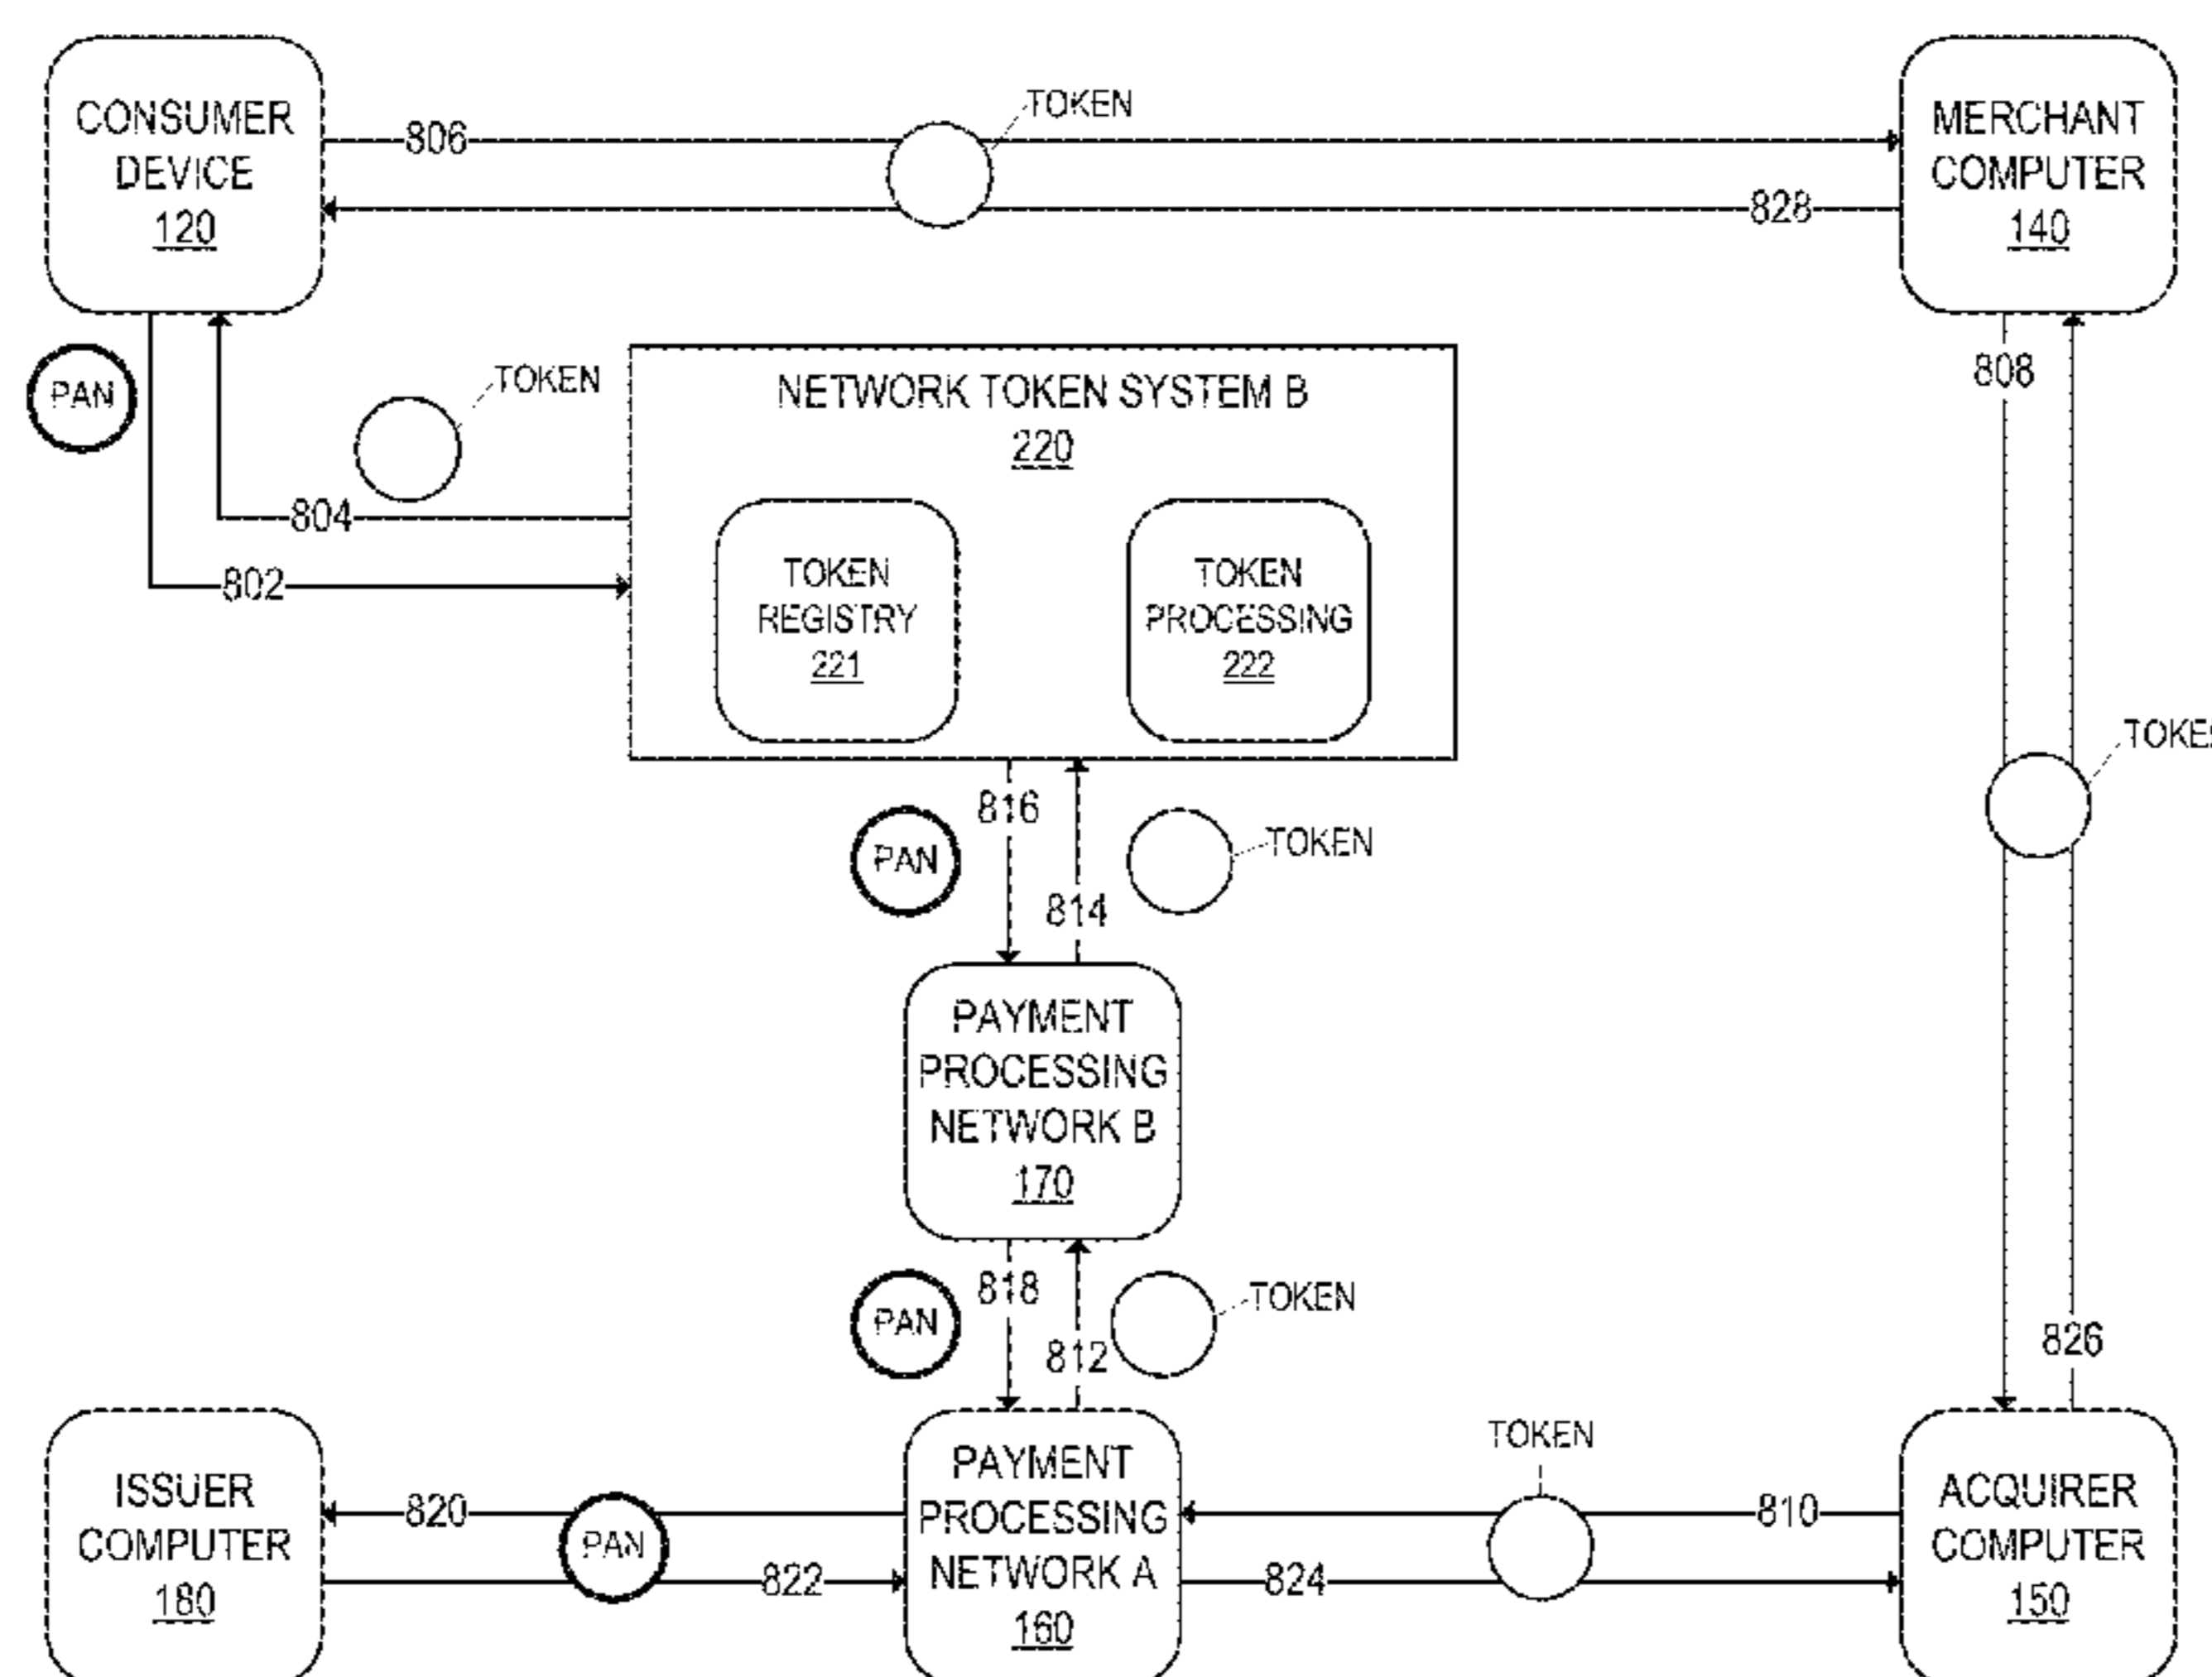 CONSUMER
DEVICE
120
806
TOKEN
828
MERCHANT
COMPUTER
140
PAN
TOKEN
804
802
NETWORK TOKEN SYSTEM B
220
TOKEN
REGISTRY
221
TOKEN
PROCESSING
222
808
TOKE
826
816
PAN
814
TOKEN
PAYMENT
PROCESSING
NETWORK B
170
818
PAN
812
TOKEN
ISSUER
COMPUTER
180
820
PAN
822
PAYMENT
PROCESSING
NETWORK A
160
TOKEN
810
824
ACQUIRER
COMPUTER
150